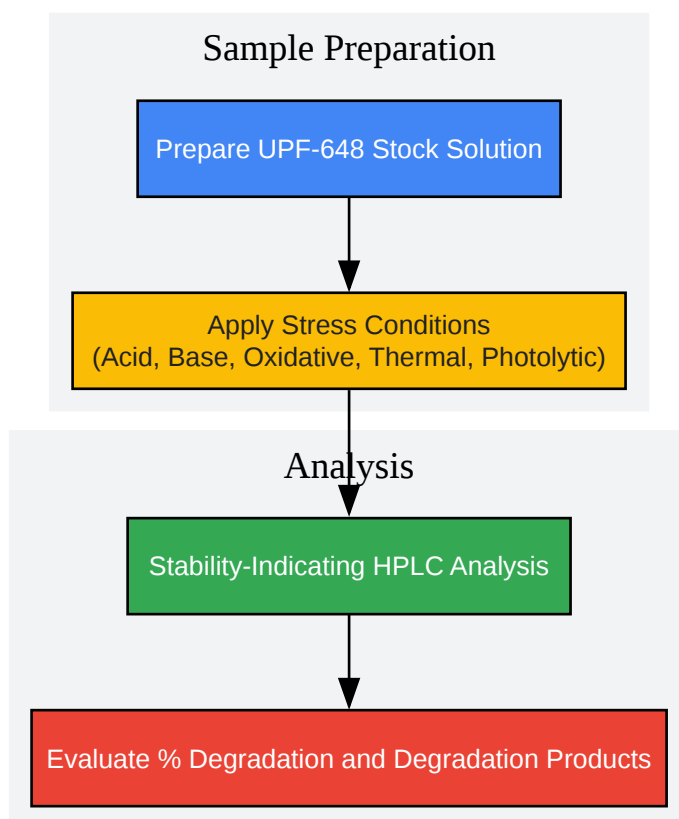 Sample Preparation
Prepare UPF-648 Stock Solution
Apply Stress Conditions
(Acid, Base, Oxidative, Thermal, Photolytic)
Analysis
Stability-Indicating HPLC Analysis
Evaluate % Degradation and Degradation Products